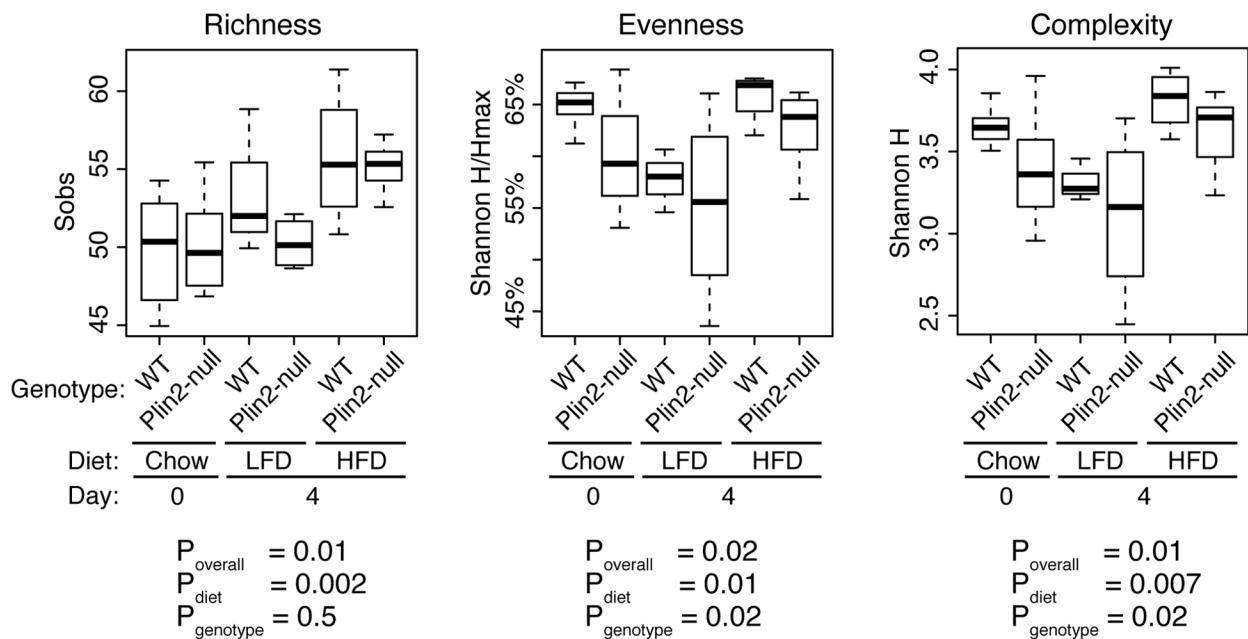 Richness Evenness Complexity
Sobs
45 50 55 60
Shannon H/Hmax
45% 55% 65%
Shannon H
2.5 3.0 3.5 4.0
Genotype: WT Plin2-null WT Plin2-null WT Plin2-null WT Plin2-null WT Plin2-null WT Plin2-null WT Plin2-null WT Plin2-null WT Plin2-null
Diet: Chow LFD HFD Chow LFD HFD Chow LFD HFD
Day: 0 4 0 4 0 4
Poverall = 0.01 Poverall = 0.02 Poverall = 0.01
Pdiet = 0.002 Pdiet = 0.01 Pdiet = 0.007
Pgenotype = 0.5 Pgenotype = 0.02 Pgenotype = 0.02